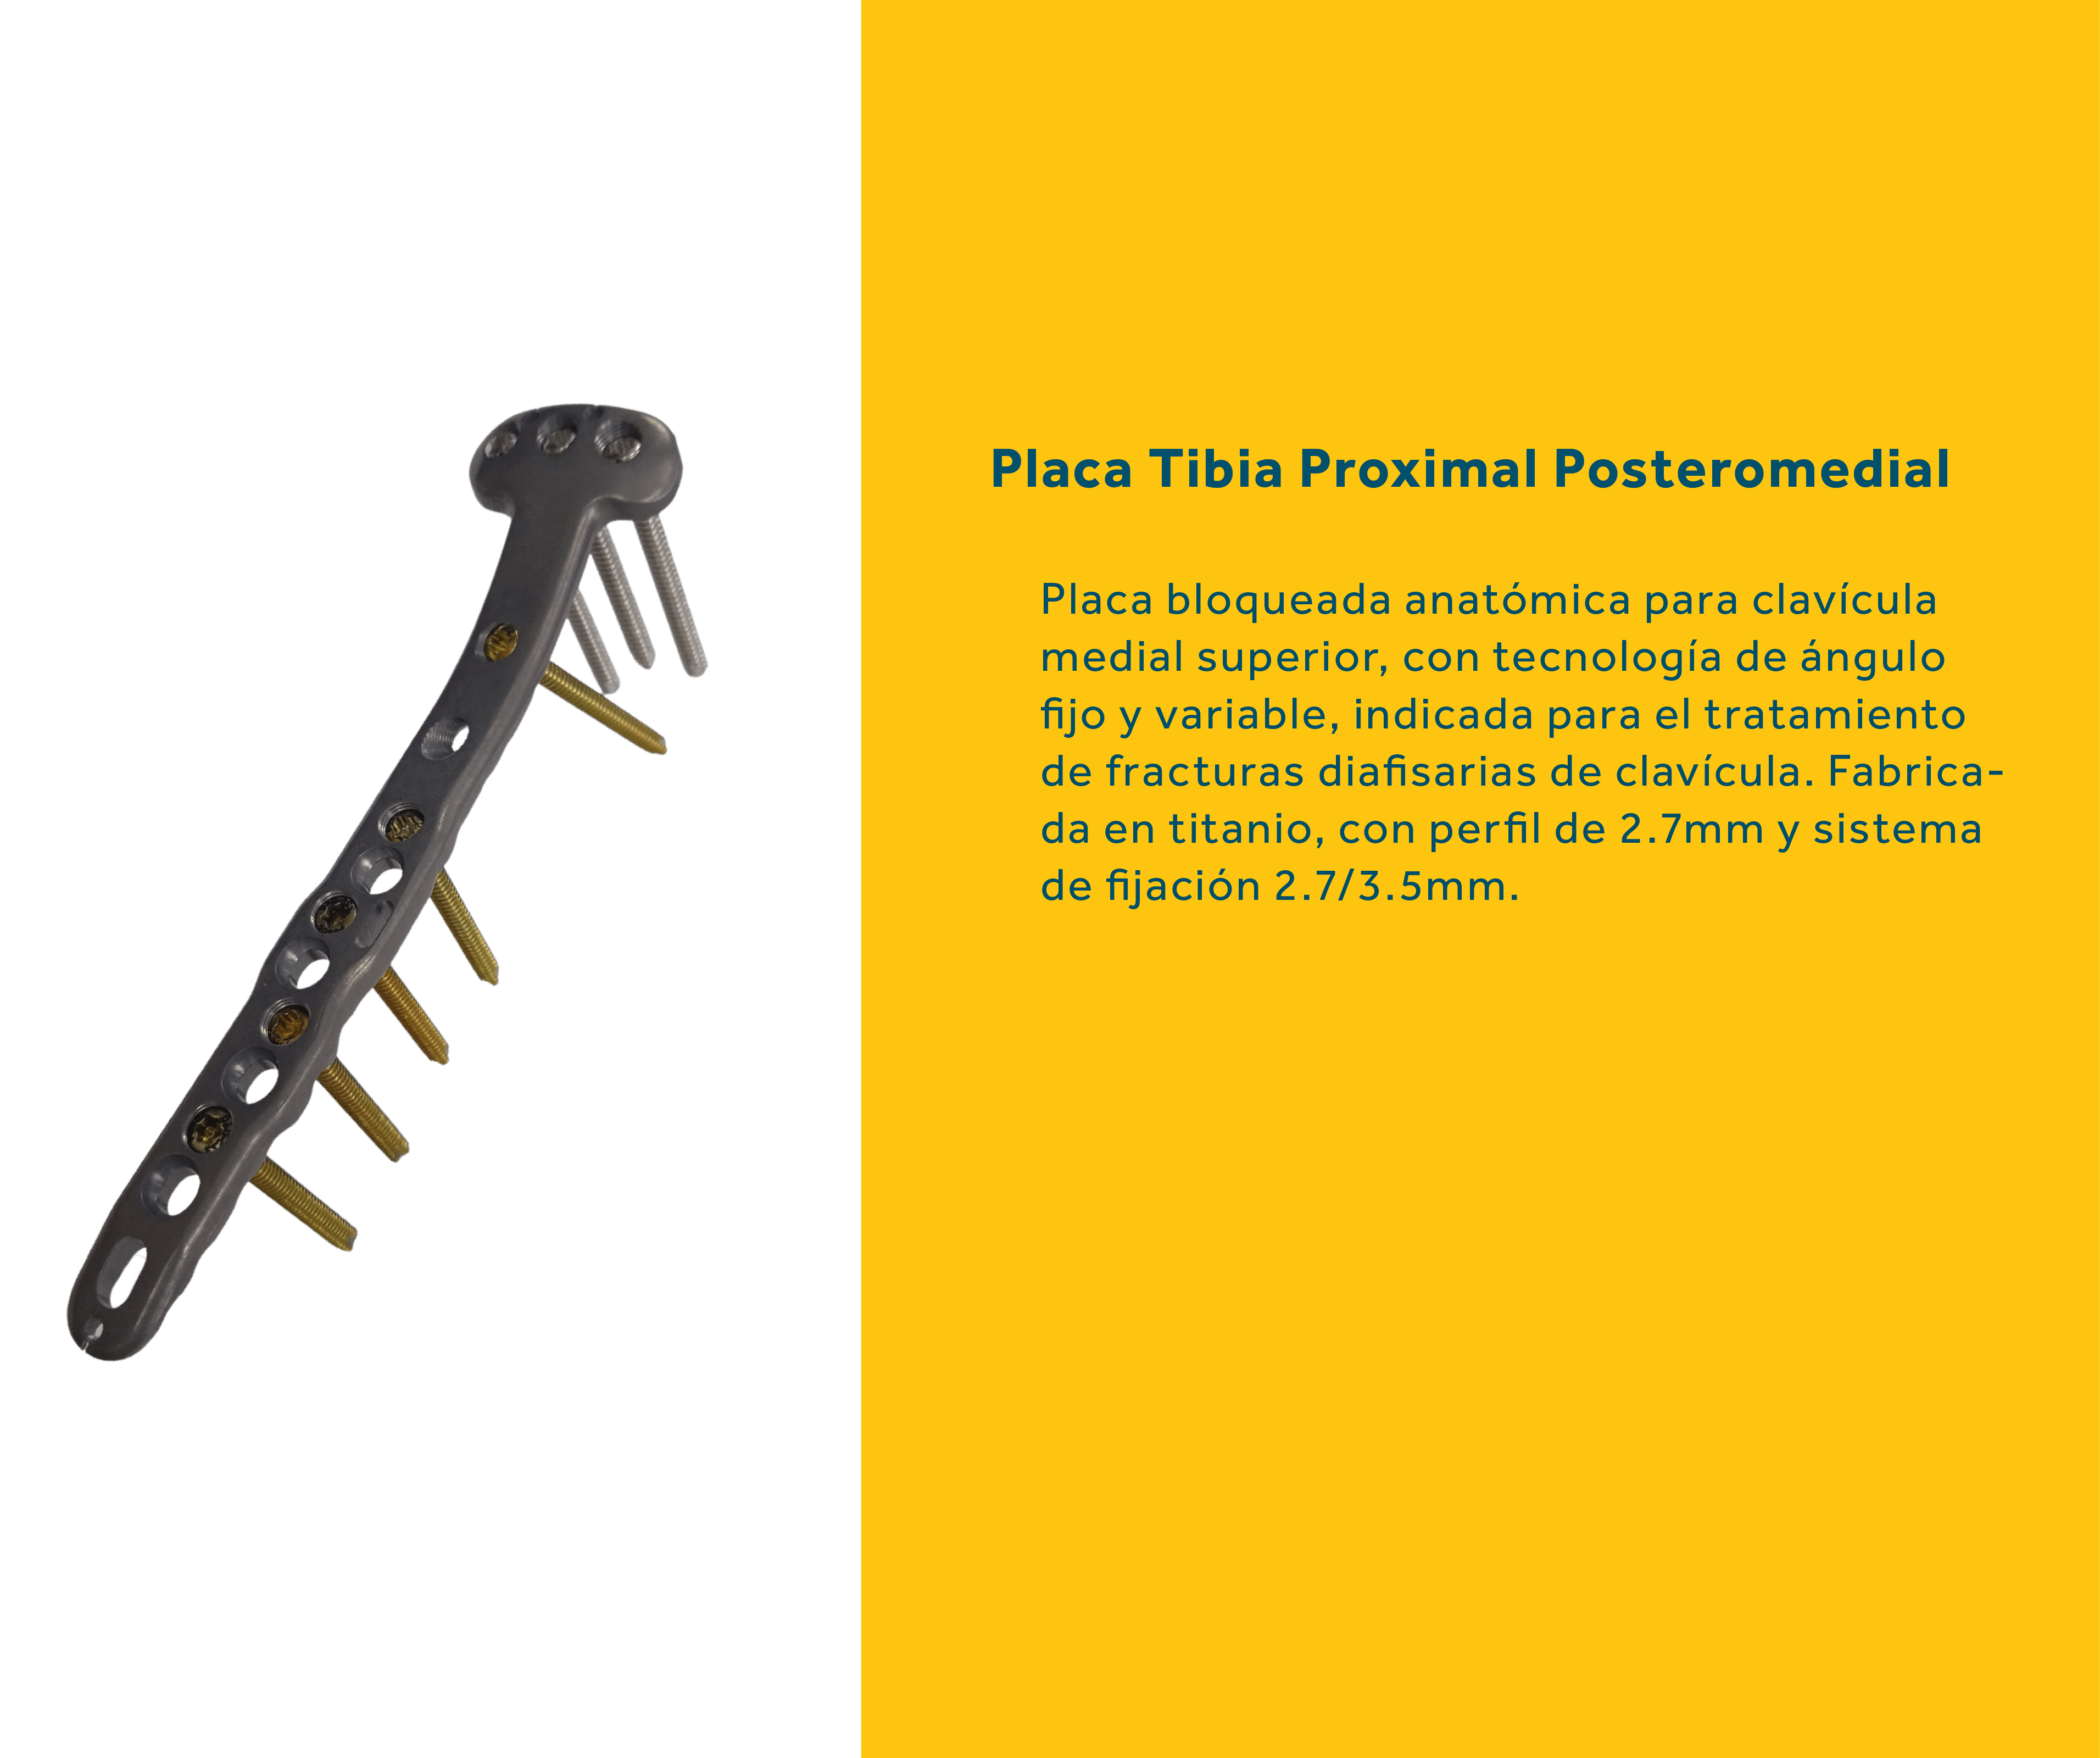 Placa Tibia Proximal Posteromedial
Placa bloqueada anatómica para clavícula
medial superior, con tecnología de ángulo
fijo y variable, indicada para el tratamiento
de fracturas diafisarias de clavícula. Fabrica-
da en titanio, con perfil de 2.7mm y sistema
de fijación 2.7/3.5mm.